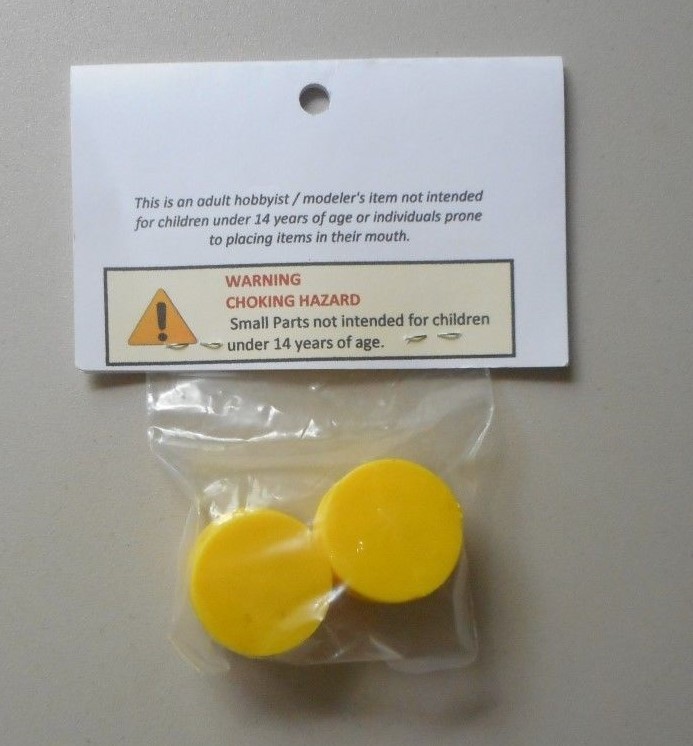 This is an adult hobbyist / modeler's item not intended
for children under 14 years of age or individuals prone
to placing items in their mouth.
WARNING
CHOKING HAZARD
Small Parts not intended for children
under 14 years of age.